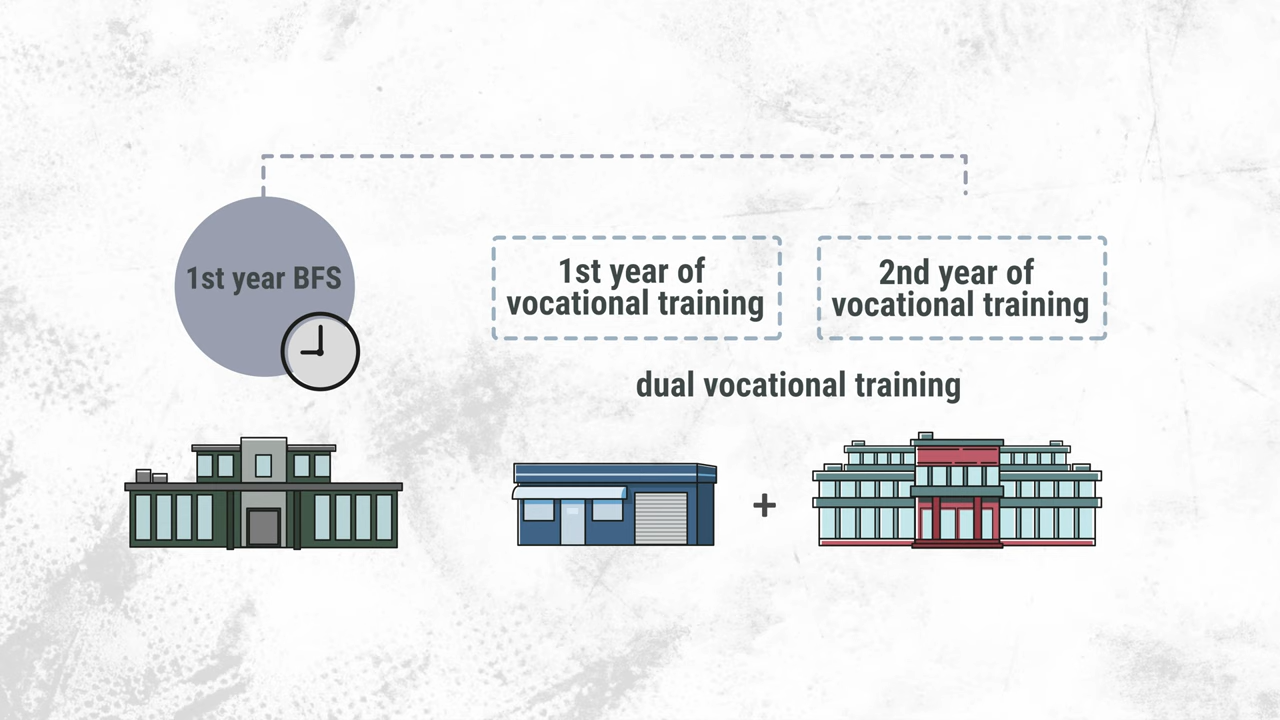 1st year BFS
1st year of
vocational training
2nd year of
vocational training
dual vocational training
+